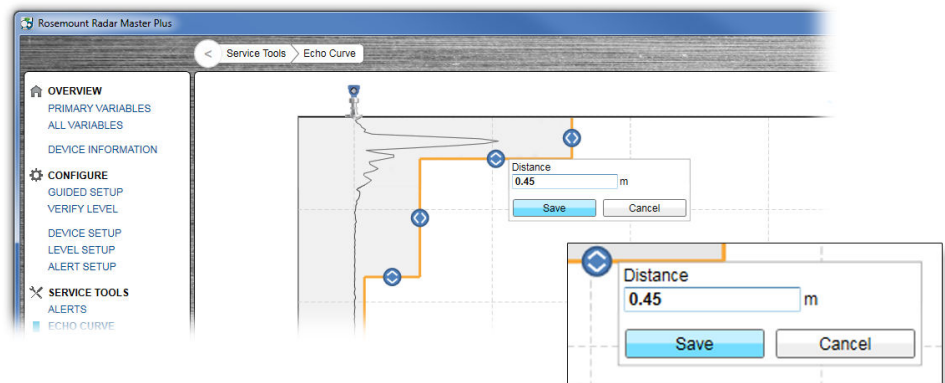 Rosemount Radar Master Plus
< Service Tools > Echo Curve
OVERVIEW
PRIMARY VARIABLES
ALL VARIABLES
DEVICE INFORMATION
CONFIGURE
GUIDED SETUP
VERIFY LEVEL
DEVICE SETUP
LEVEL SETUP
ALERT SETUP
SERVICE TOOLS
ALERTS
ECHO CURVE
Distance
0.45 m
Save Cancel
Distance
0.45 m
Save Cancel